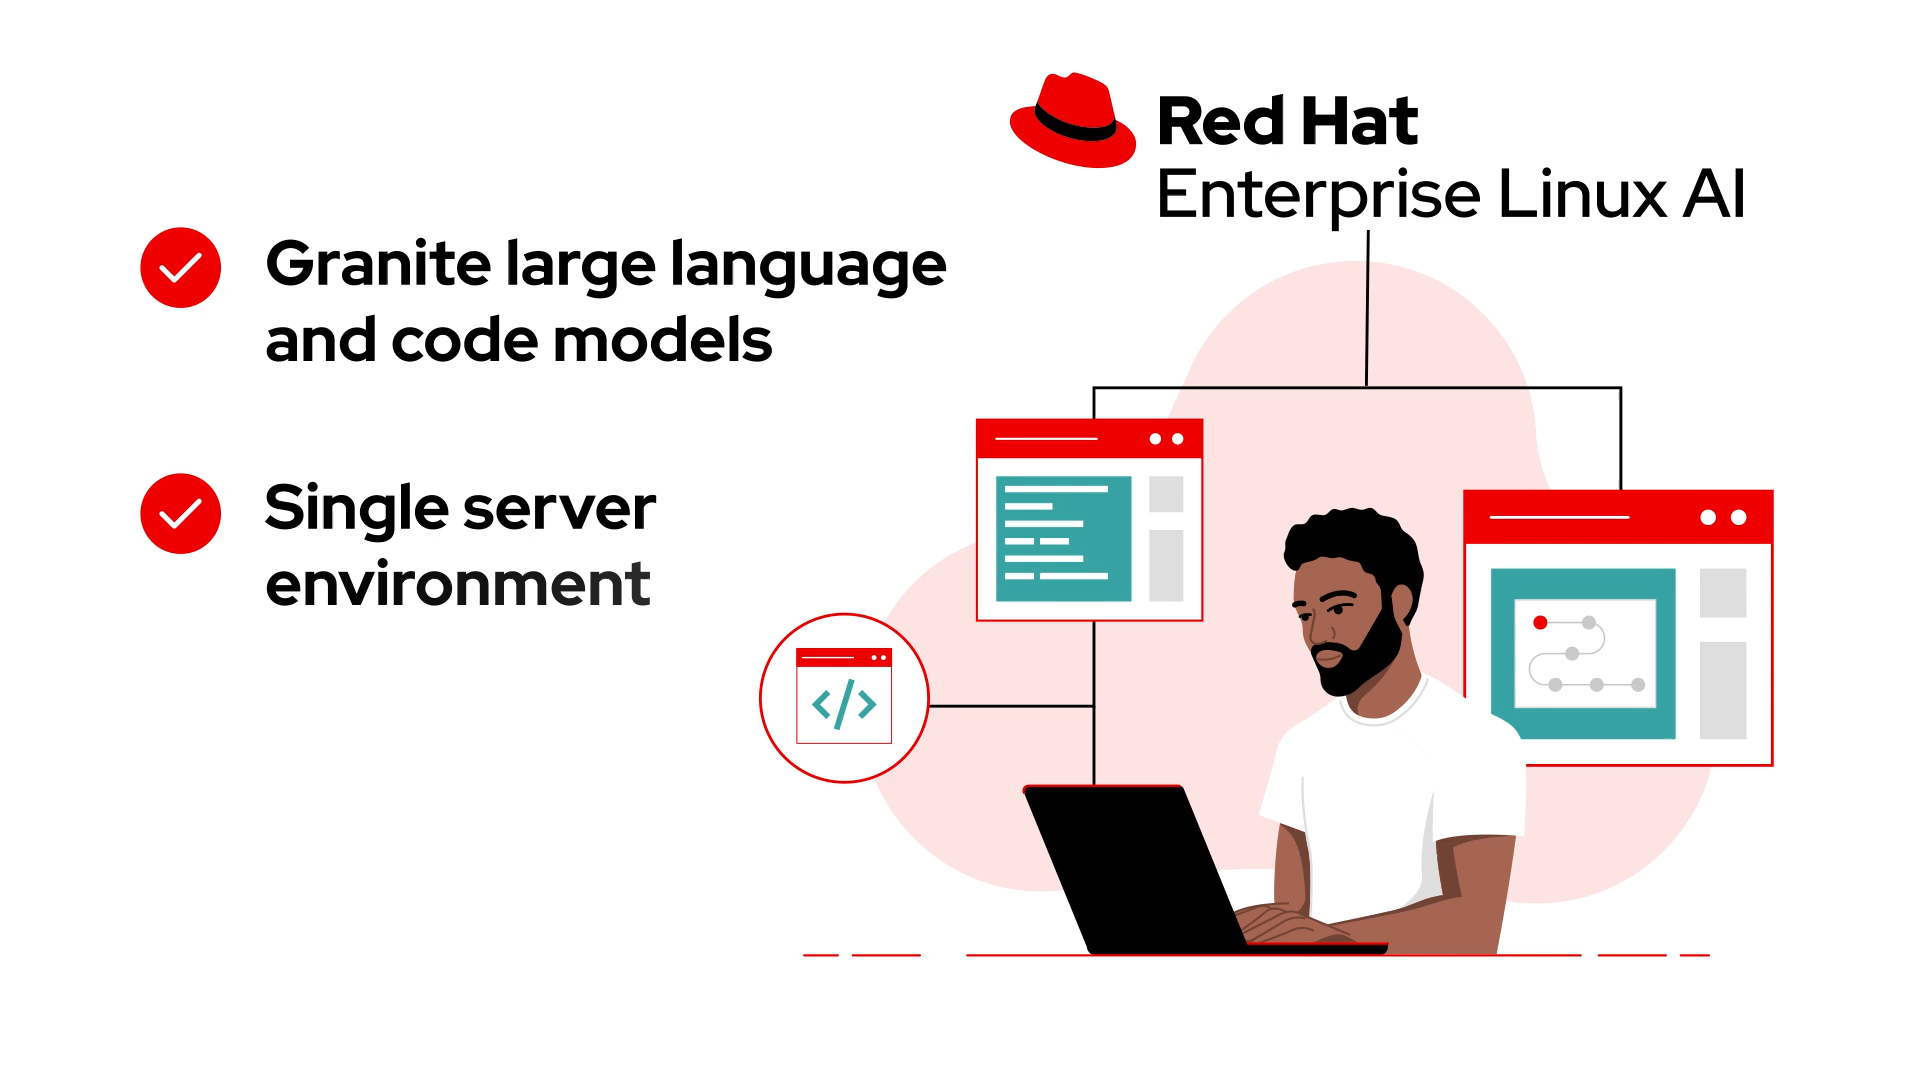 Red Hat
Enterprise Linux AI
Granite large language
and code models
Single server
environment